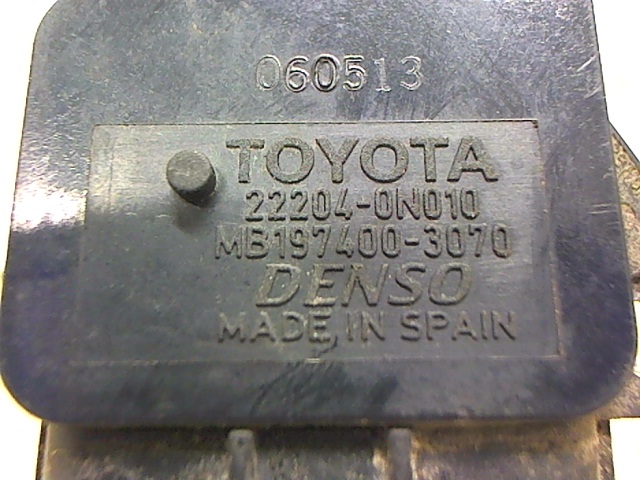 060513
TOYOTA
22204-0N010
MB197400-3070
DENSO
MADE IN SPAIN